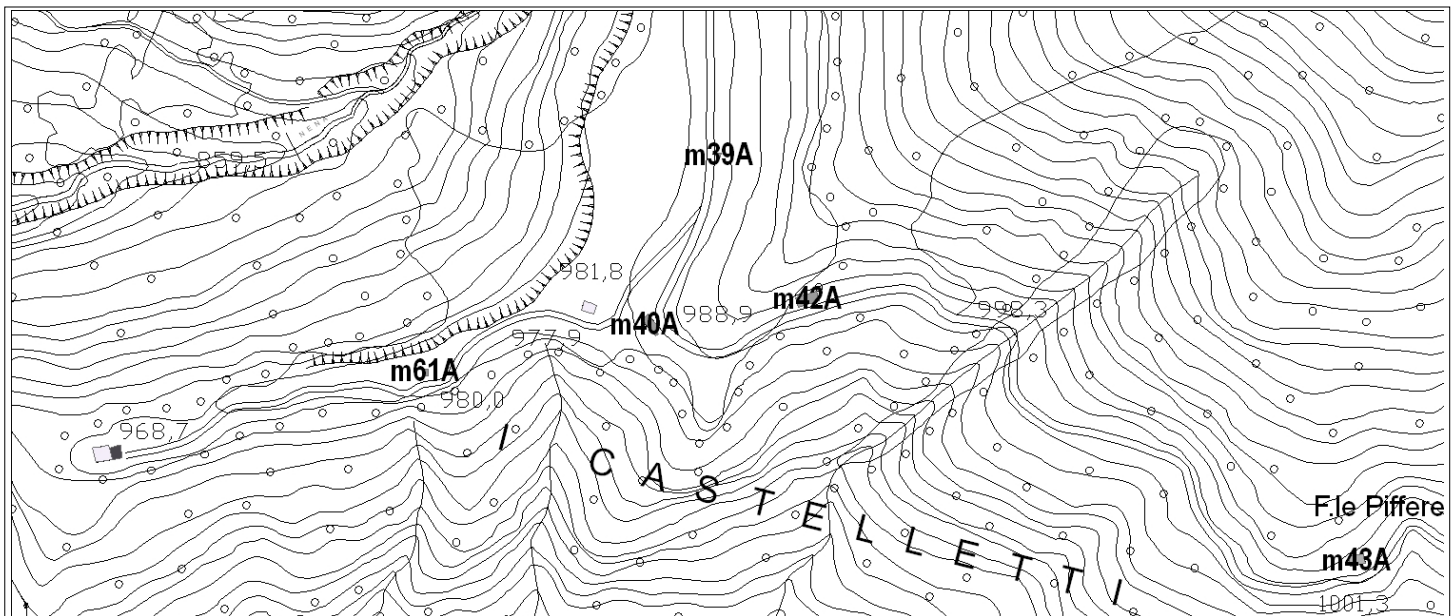 m39A
981,8
m40A
988,9
m42A
998,3
977,9
m61A
980,0
968,7
I CASTELLETTI
F.le Piffere
m43A
1001,3